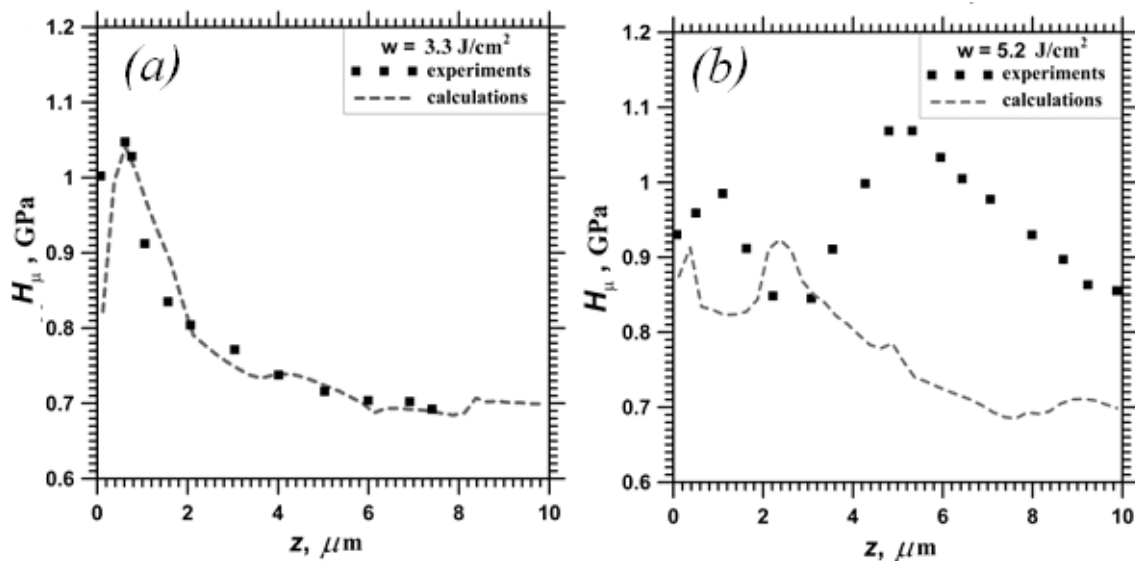 (a)
w = 3.3 J/cm²
experiments
calculations
H_μ , GPa
1.2
1.1
1
0.9
0.8
0.7
0.6
0 2 4 6 8 10
z, μm
(b)
w = 5.2 J/cm²
experiments
calculations
H_μ , GPa
1.2
1.1
1
0.9
0.8
0.7
0.6
0 2 4 6 8 10
z, μm